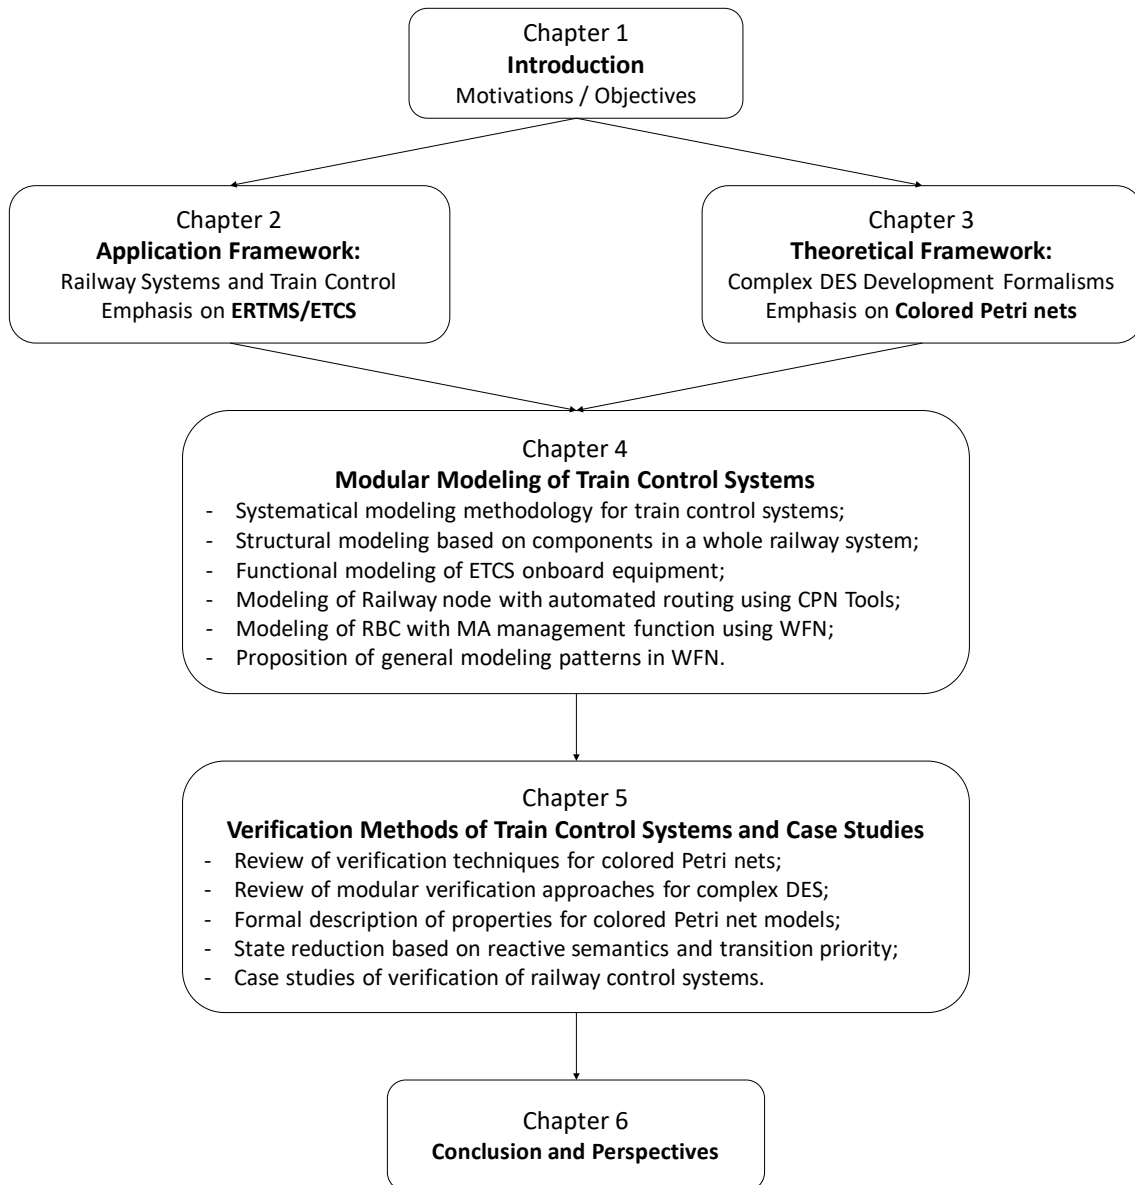 Chapter 1
Introduction
Motivations / Objectives
Chapter 2
Application Framework:
Railway Systems and Train Control
Emphasis on ERTMS/ETCS
Chapter 3
Theoretical Framework:
Complex DES Development Formalisms
Emphasis on Colored Petri nets
Chapter 4
Modular Modeling of Train Control Systems
- Systematical modeling methodology for train control systems;
- Structural modeling based on components in a whole railway system;
- Functional modeling of ETCS onboard equipment;
- Modeling of Railway node with automated routing using CPN Tools;
- Modeling of RBC with MA management function using WFN;
- Proposition of general modeling patterns in WFN.
Chapter 5
Verification Methods of Train Control Systems and Case Studies
- Review of verification techniques for colored Petri nets;
- Review of modular verification approaches for complex DES;
- Formal description of properties for colored Petri net models;
- State reduction based on reactive semantics and transition priority;
- Case studies of verification of railway control systems.
Chapter 6
Conclusion and Perspectives